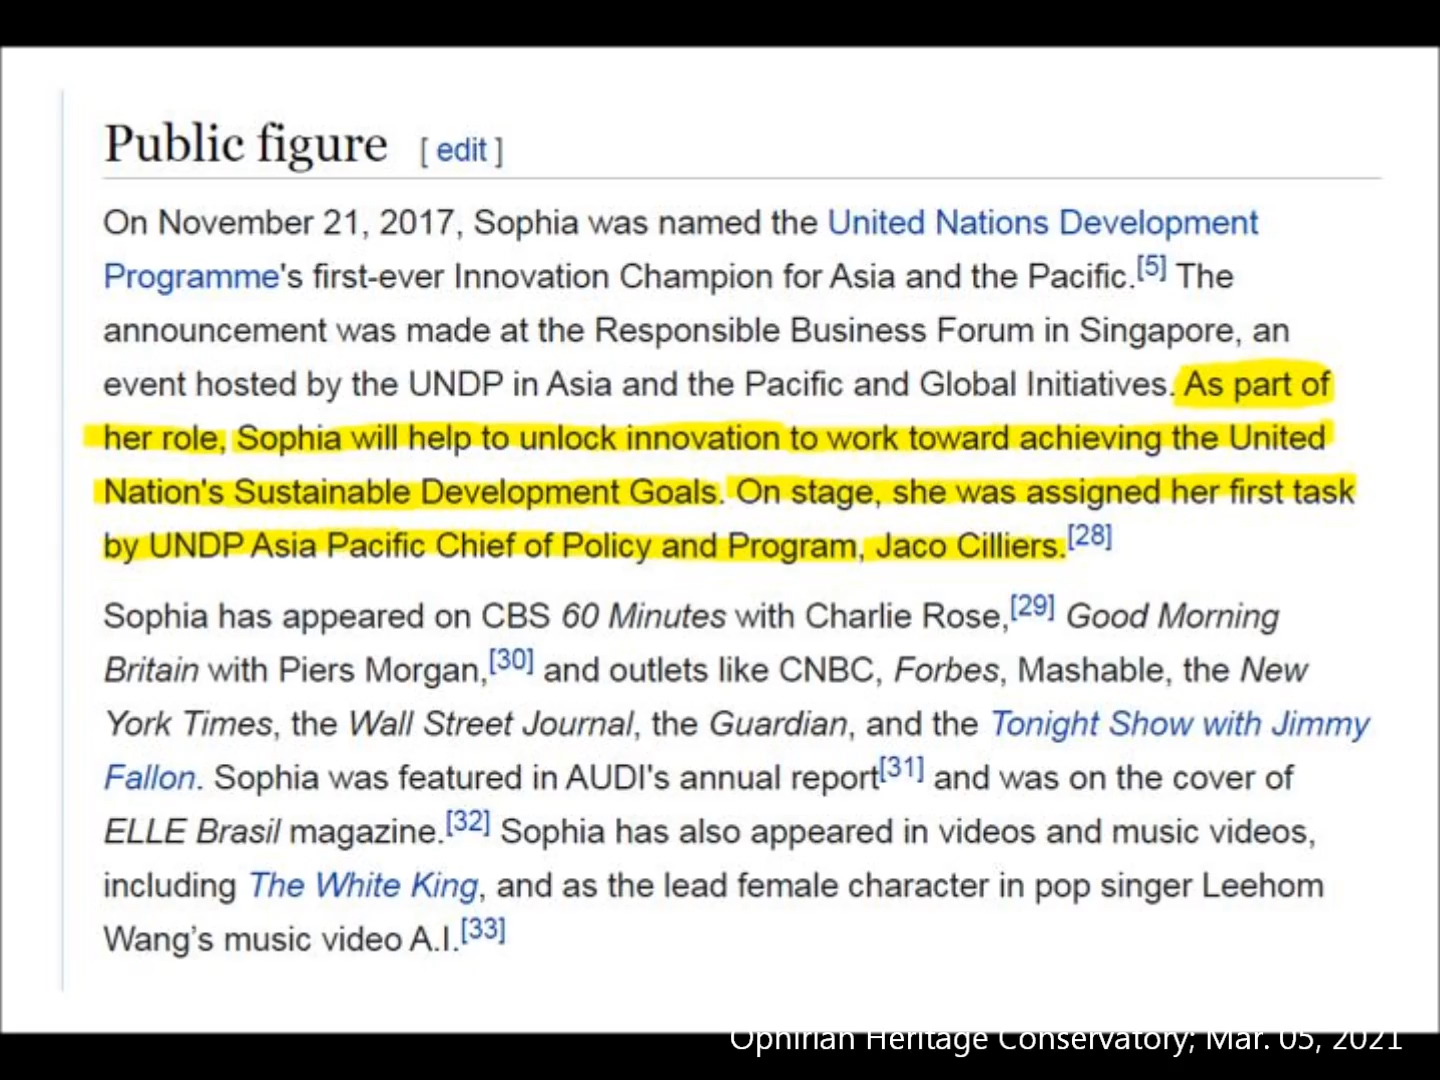 Public figure [ edit ]
On November 21, 2017, Sophia was named the United Nations Development
Programme's first-ever Innovation Champion for Asia and the Pacific.[5] The
announcement was made at the Responsible Business Forum in Singapore, an
event hosted by the UNDP in Asia and the Pacific and Global Initiatives. As part of
her role, Sophia will help to unlock innovation to work toward achieving the United
Nation's Sustainable Development Goals. On stage, she was assigned her first task
by UNDP Asia Pacific Chief of Policy and Program, Jaco Cilliers.[28]
Sophia has appeared on CBS 60 Minutes with Charlie Rose,[29] Good Morning
Britain with Piers Morgan,[30] and outlets like CNBC, Forbes, Mashable, the New
York Times, the Wall Street Journal, the Guardian, and the Tonight Show with Jimmy
Fallon. Sophia was featured in AUDI's annual report[31] and was on the cover of
ELLE Brasil magazine.[32] Sophia has also appeared in videos and music videos,
including The White King, and as the lead female character in pop singer Leehom
Wang’s music video A.I.[33]
Ophirian Heritage Conservatory; Mar. 05, 2021